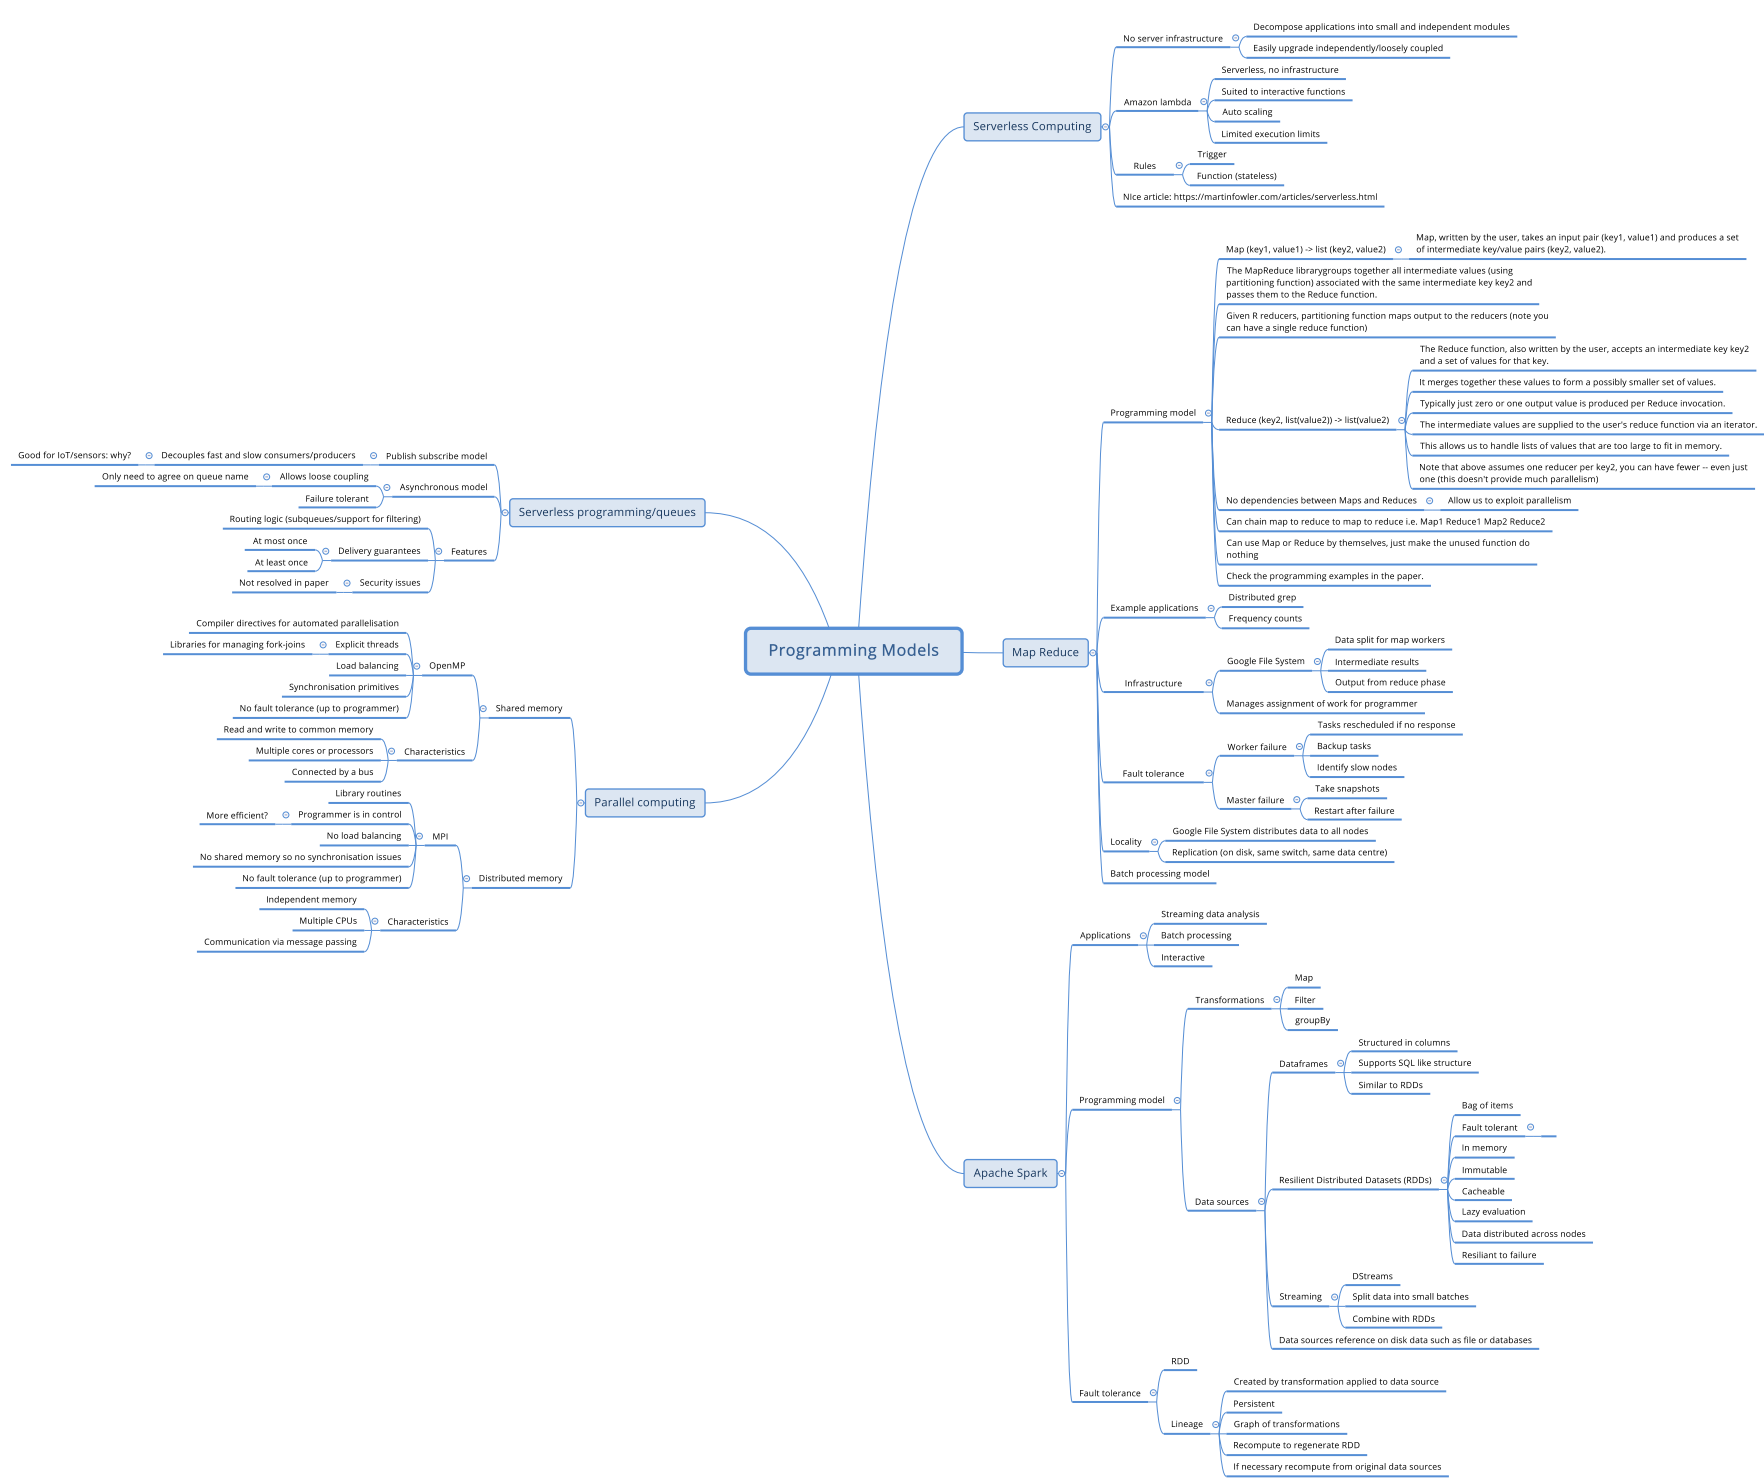 Programming Models
Serverless Computing
No server infrastructure
Decompose applications into small and independent modules
Easily upgrade independently/loosely coupled
Amazon lambda
Serverless, no infrastructure
Suited to interactive functions
Auto scaling
Limited execution limits
Rules
Trigger
Function (stateless)
NIce article: https://martinfowler.com/articles/serverless.html
Map Reduce
Programming model
Map (key1, value1) -> list (key2, value2)
Map, written by the user, takes an input pair (key1, value1) and produces a set
of intermediate key/value pairs (key2, value2).
The MapReduce librarygroups together all intermediate values (using
partitioning function) associated with the same intermediate key key2 and
passes them to the Reduce function.
Given R reducers, partitioning function maps output to the reducers (note you
can have a single reduce function)
Reduce (key2, list(value2)) -> list(value2)
The Reduce function, also written by the user, accepts an intermediate key key2
and a set of values for that key.
It merges together these values to form a possibly smaller set of values.
Typically just zero or one output value is produced per Reduce invocation.
The intermediate values are supplied to the user's reduce function via an iterator.
This allows us to handle lists of values that are too large to fit in memory.
Note that above assumes one reducer per key2, you can have fewer -- even just
one (this doesn't provide much parallelism)
No dependencies between Maps and Reduces
Allow us to exploit parallelism
Can chain map to reduce to map to reduce i.e. Map1 Reduce1 Map2 Reduce2
Can use Map or Reduce by themselves, just make the unused function do
nothing
Check the programming examples in the paper.
Example applications
Distributed grep
Frequency counts
Infrastructure
Google File System
Data split for map workers
Intermediate results
Output from reduce phase
Manages assignment of work for programmer
Fault tolerance
Worker failure
Tasks rescheduled if no response
Backup tasks
Identify slow nodes
Master failure
Take snapshots
Restart after failure
Locality
Google File System distributes data to all nodes
Replication (on disk, same switch, same data centre)
Batch processing model
Apache Spark
Applications
Streaming data analysis
Batch processing
Interactive
Programming model
Transformations
Map
Filter
groupBy
Data sources
Dataframes
Structured in columns
Supports SQL like structure
Similar to RDDs
Resilient Distributed Datasets (RDDs)
Bag of items
Fault tolerant
In memory
Immutable
Cacheable
Lazy evaluation
Data distributed across nodes
Resiliant to failure
Streaming
DStreams
Split data into small batches
Combine with RDDs
Data sources reference on disk data such as file or databases
Fault tolerance
RDD
Lineage
Created by transformation applied to data source
Persistent
Graph of transformations
Recompute to regenerate RDD
If necessary recompute from original data sources
Serverless programming/queues
Publish subscribe model
Decouples fast and slow consumers/producers
Good for IoT/sensors: why?
Asynchronous model
Allows loose coupling
Only need to agree on queue name
Failure tolerant
Features
Routing logic (subqueues/support for filtering)
Delivery guarantees
At most once
At least once
Security issues
Not resolved in paper
Parallel computing
Shared memory
OpenMP
Compiler directives for automated parallelisation
Explicit threads
Libraries for managing fork-joins
Load balancing
Synchronisation primitives
No fault tolerance (up to programmer)
Characteristics
Read and write to common memory
Multiple cores or processors
Connected by a bus
Distributed memory
MPI
Library routines
Programmer is in control
More efficient?
No load balancing
No shared memory so no synchronisation issues
No fault tolerance (up to programmer)
Characteristics
Independent memory
Multiple CPUs
Communication via message passing